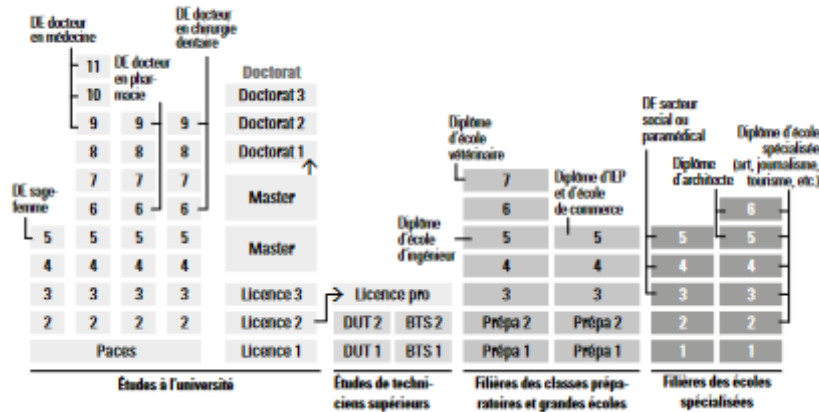 DE docteur
en médecine
DE docteur
en chirurgie
dentaire
DE docteur
en phar-
macie
11
10
9 9 9
8 8 8
7 7 7
6 6 6
DE sage-
femme
5 5 5 5
4 4 4 4
3 3 3 3
2 2 2 2
Paces
Doctorat
Doctorat 3
Doctorat 2
Doctorat 1
Master
Master
Licence 3
Licence 2
Licence 1
Licence pro
DUT 2 BTS 2
DUT 1 BTS 1
Diplôme
d'école
vétérinaire
Diplôme
d'école
d'ingénieur
Diplôme d'IEP
et d'école
de commerce
7
6
5 5
4 4
3 3
Prépa 2 Prépa 2
Prépa 1 Prépa 1
DE secteur
social ou
paramédical
Diplôme
d'architecte
Diplôme d'école
spécialisée
(art, journalisme,
tourisme, etc.)
6
5 5
4 4
3 3
2 2
1 1
Études à l'université
Études de techni-
ciens supérieurs
Filières des classes prépa-
ratoires et grandes écoles
Filières des écoles
spécialisées